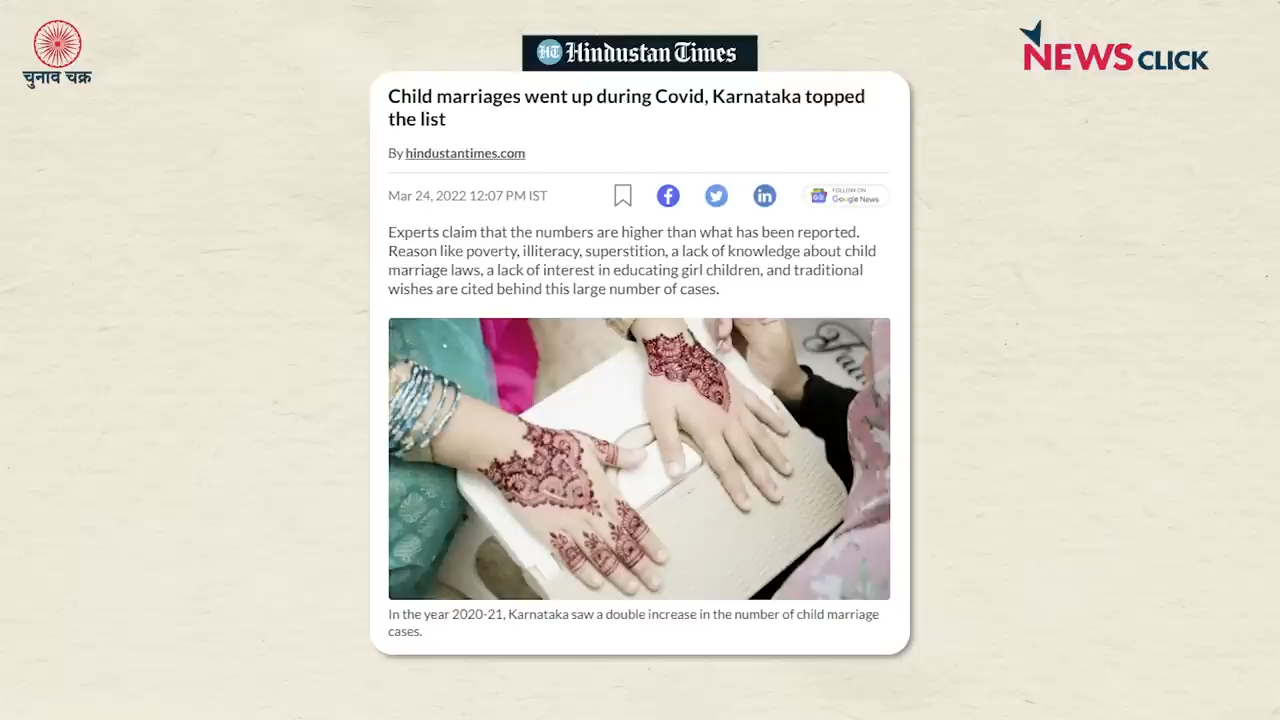 चुनाव चक्र
HT Hindustan Times
NEWS CLICK
Child marriages went up during Covid, Karnataka topped
the list
By hindustantimes.com
Mar 24, 2022 12:07 PM IST
FOLLOW ON
Google News
Experts claim that the numbers are higher than what has been reported.
Reason like poverty, illiteracy, superstition, a lack of knowledge about child
marriage laws, a lack of interest in educating girl children, and traditional
wishes are cited behind this large number of cases.
In the year 2020-21, Karnataka saw a double increase in the number of child marriage
cases.